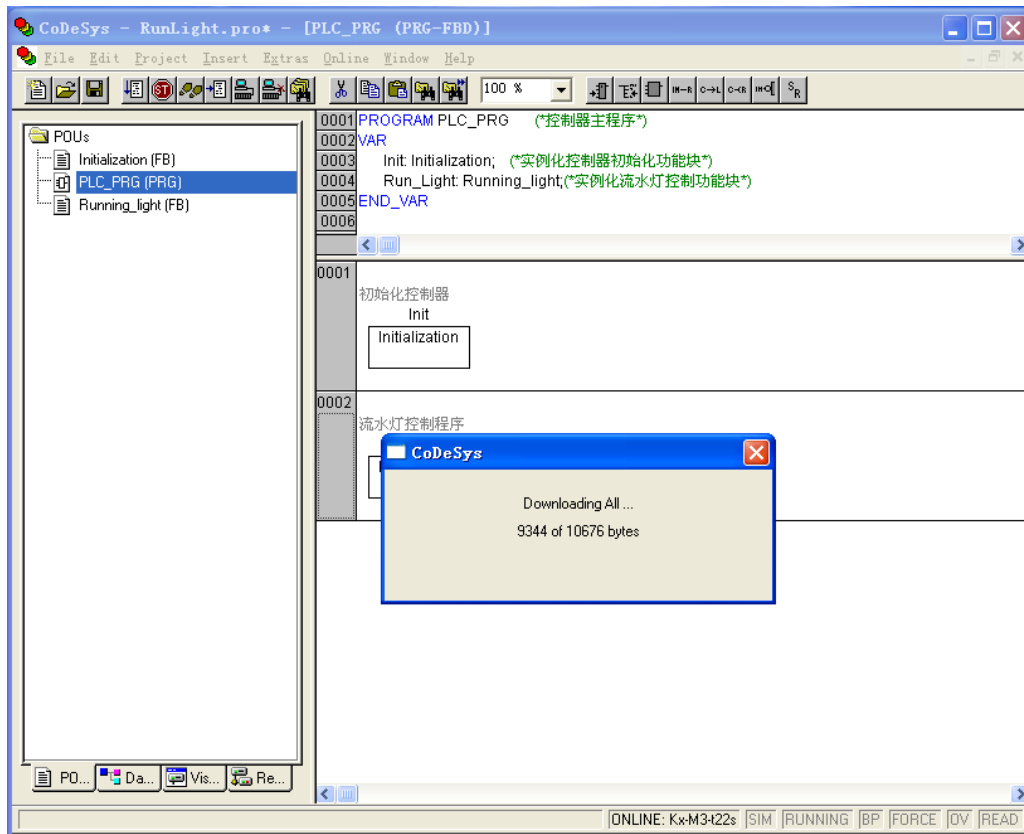 CoDeSys - RunLight.pro* - [PLC_PRG (PRG-FBD)]
File Edit Project Insert Extras Online Window Help
100 %
POUs
Initialization (FB)
PLC_PRG (PRG)
Running_light (FB)
0001 PROGRAM PLC_PRG (*控制器主程序*)
0002 VAR
0003 Init: Initialization; (*实例化控制器初始化功能块*)
0004 Run_Light: Running_light;(*实例化流水灯控制功能块*)
0005 END_VAR
0006
0001
初始化控制器
Init
Initialization
0002
流水灯控制程序
CoDeSys
Downloading All ...
9344 of 10676 bytes
PO... Da... Vis... Re...
ONLINE: Kx-M3-t22s SIM RUNNING BP FORCE OV READ